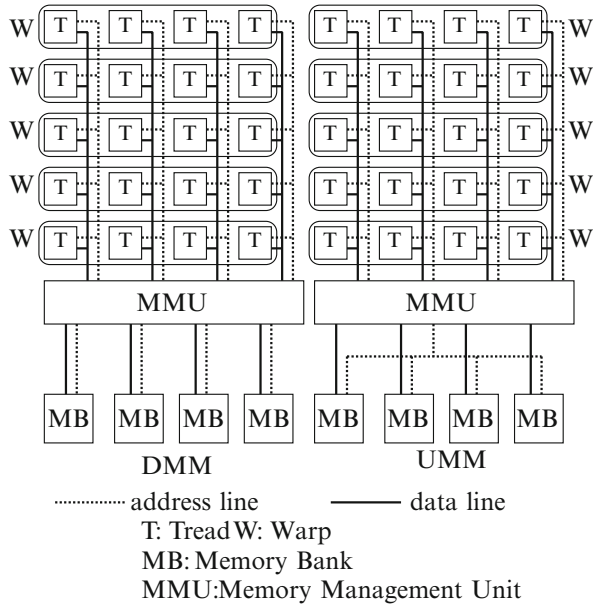 W T T T T T T T T W
W T T T T T T T T W
W T T T T T T T T W
W T T T T T T T T W
W T T T T T T T T W
MMU MMU
MB MB MB MB MB MB MB MB
DMM UMM
address line data line
T: Tread W: Warp
MB: Memory Bank
MMU:Memory Management Unit